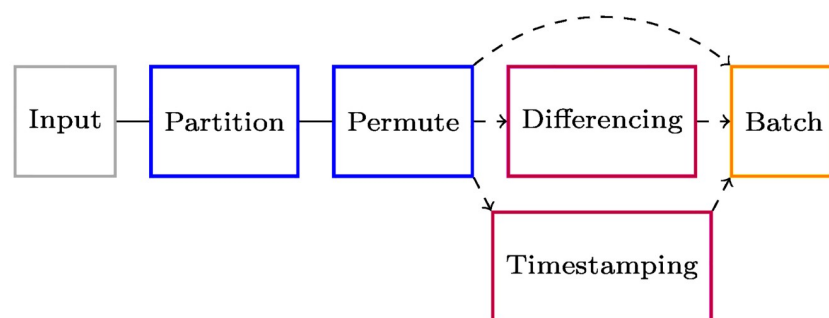 Input
Partition
Permute
Differencing
Batch
Timestamping